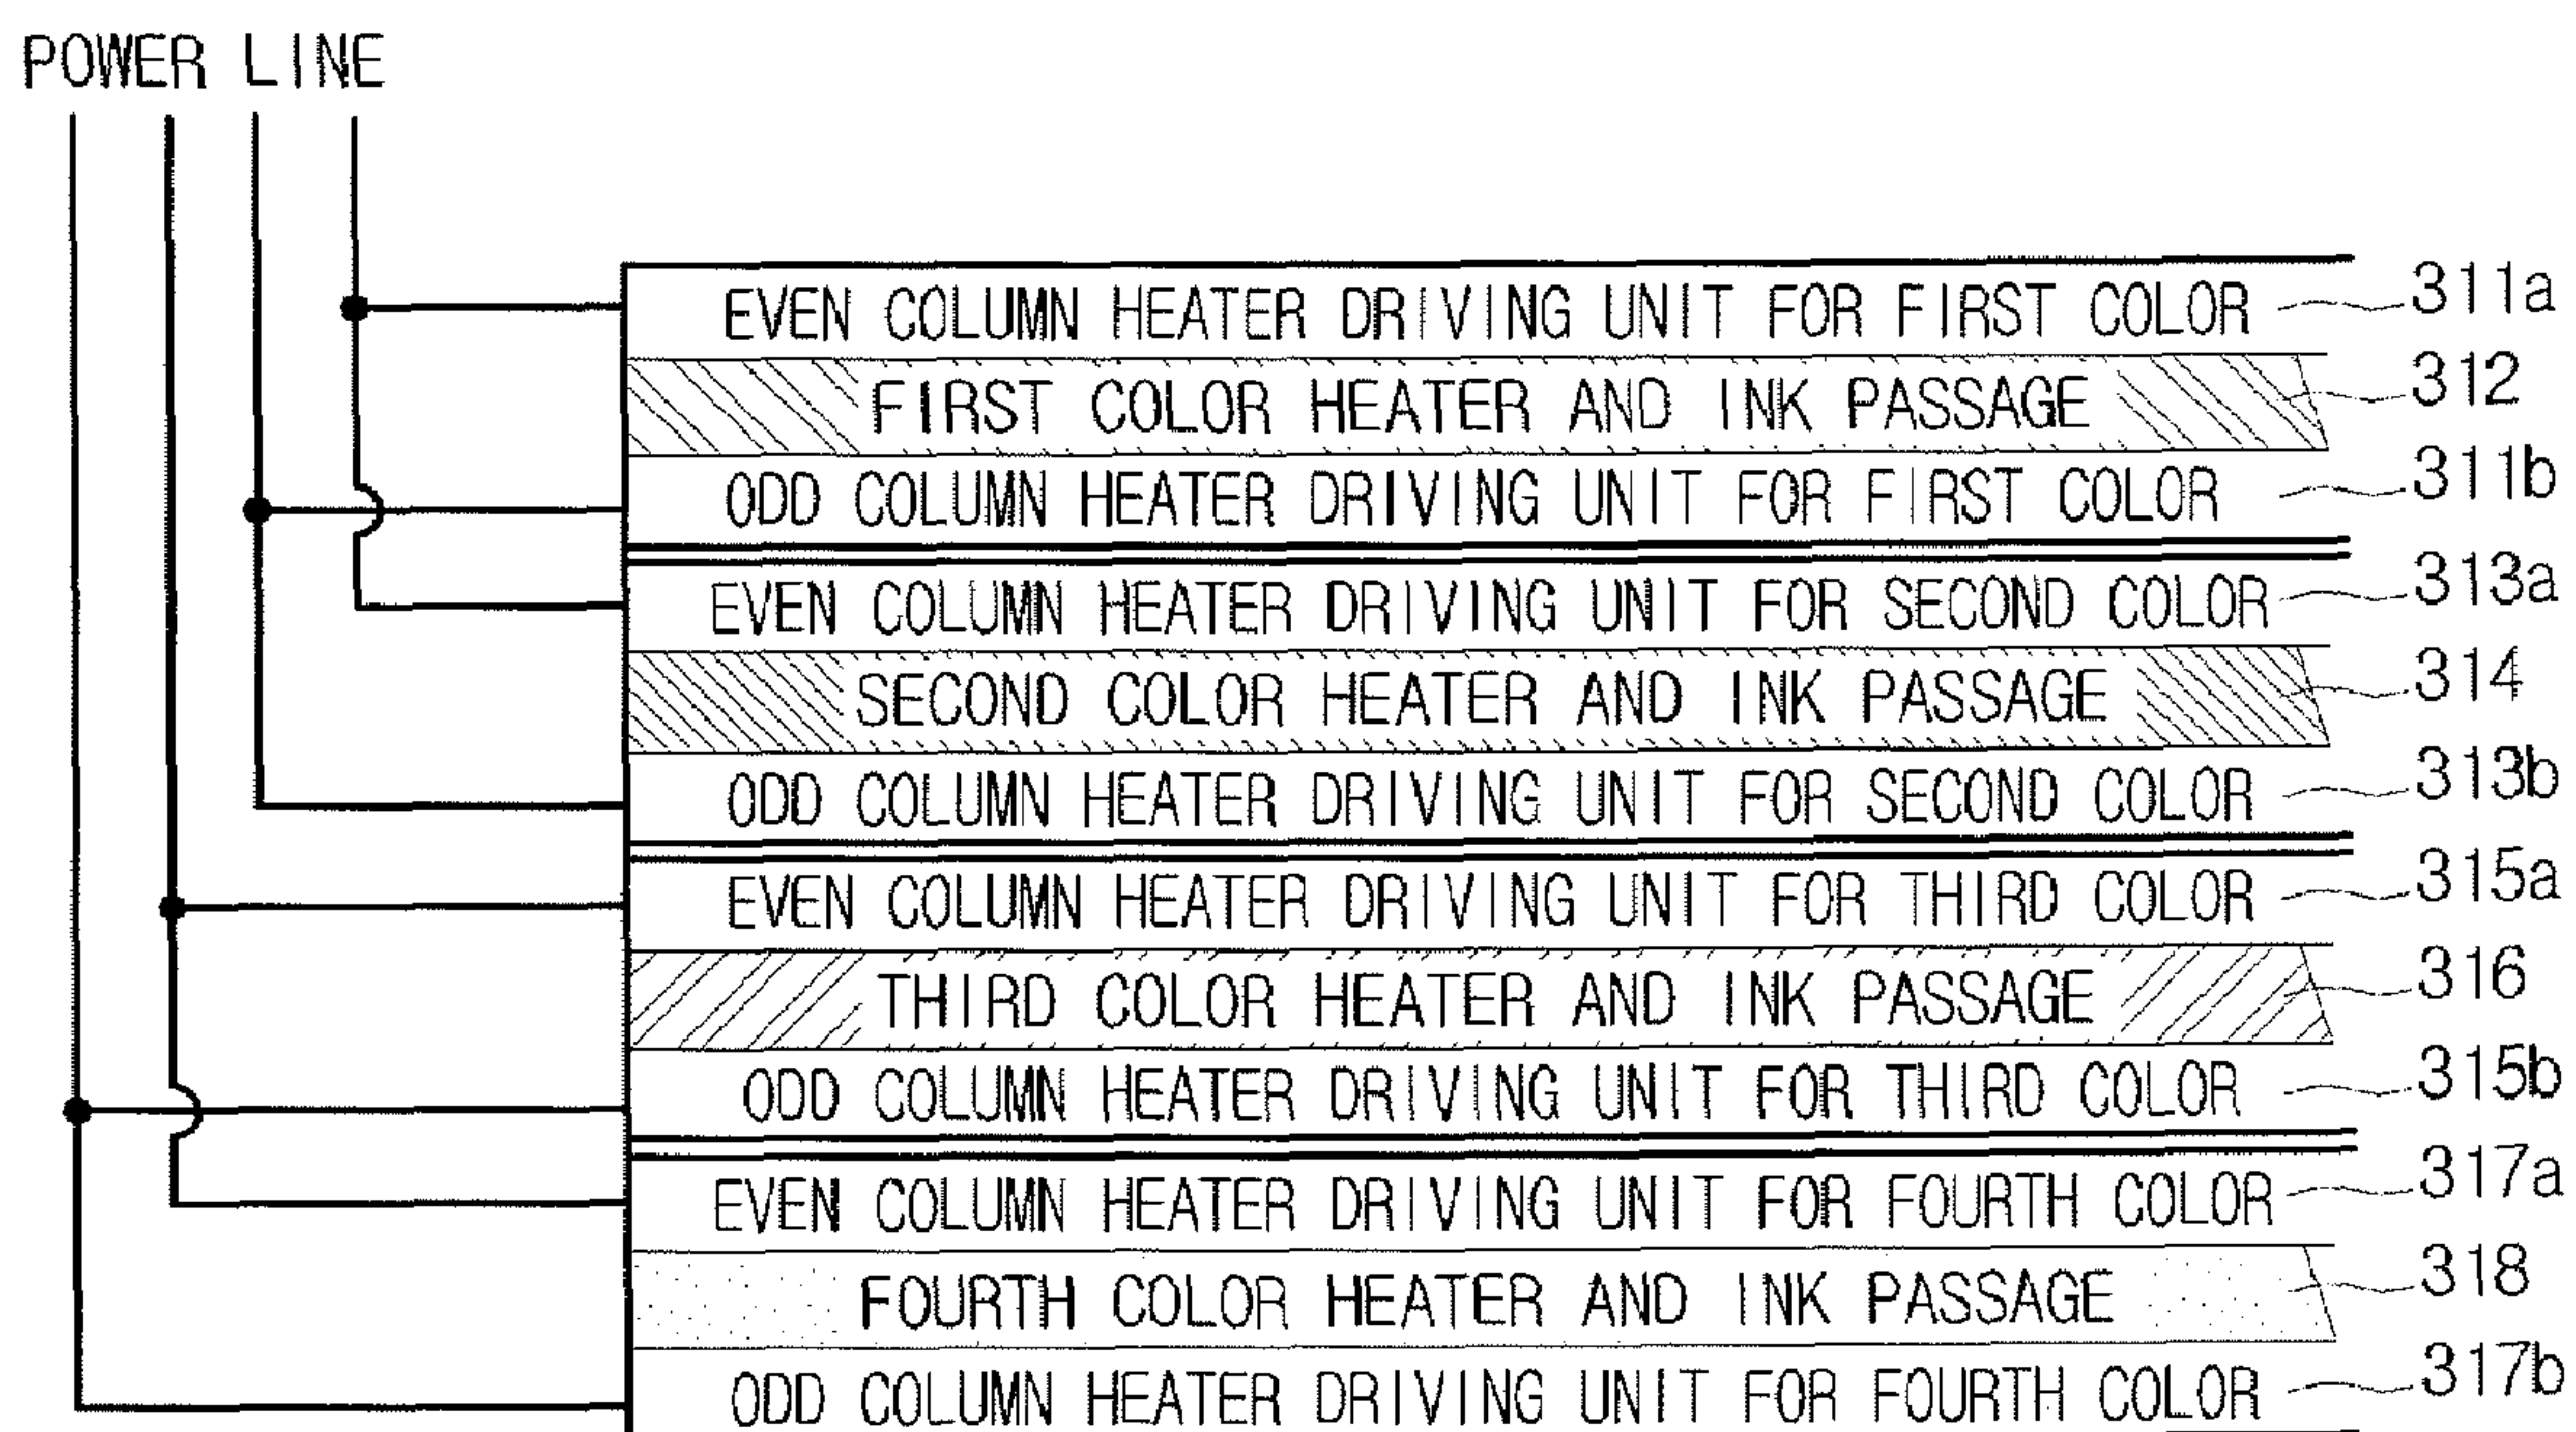 POWER LINE
EVEN COLUMN HEATER DRIVING UNIT FOR FIRST COLOR 311a
FIRST COLOR HEATER AND INK PASSAGE 312
ODD COLUMN HEATER DRIVING UNIT FOR FIRST COLOR 311b
EVEN COLUMN HEATER DRIVING UNIT FOR SECOND COLOR 313a
SECOND COLOR HEATER AND INK PASSAGE 314
ODD COLUMN HEATER DRIVING UNIT FOR SECOND COLOR 313b
EVEN COLUMN HEATER DRIVING UNIT FOR THIRD COLOR 315a
THIRD COLOR HEATER AND INK PASSAGE 316
ODD COLUMN HEATER DRIVING UNIT FOR THIRD COLOR 315b
EVEN COLUMN HEATER DRIVING UNIT FOR FOURTH COLOR 317a
FOURTH COLOR HEATER AND INK PASSAGE 318
ODD COLUMN HEATER DRIVING UNIT FOR FOURTH COLOR 317b